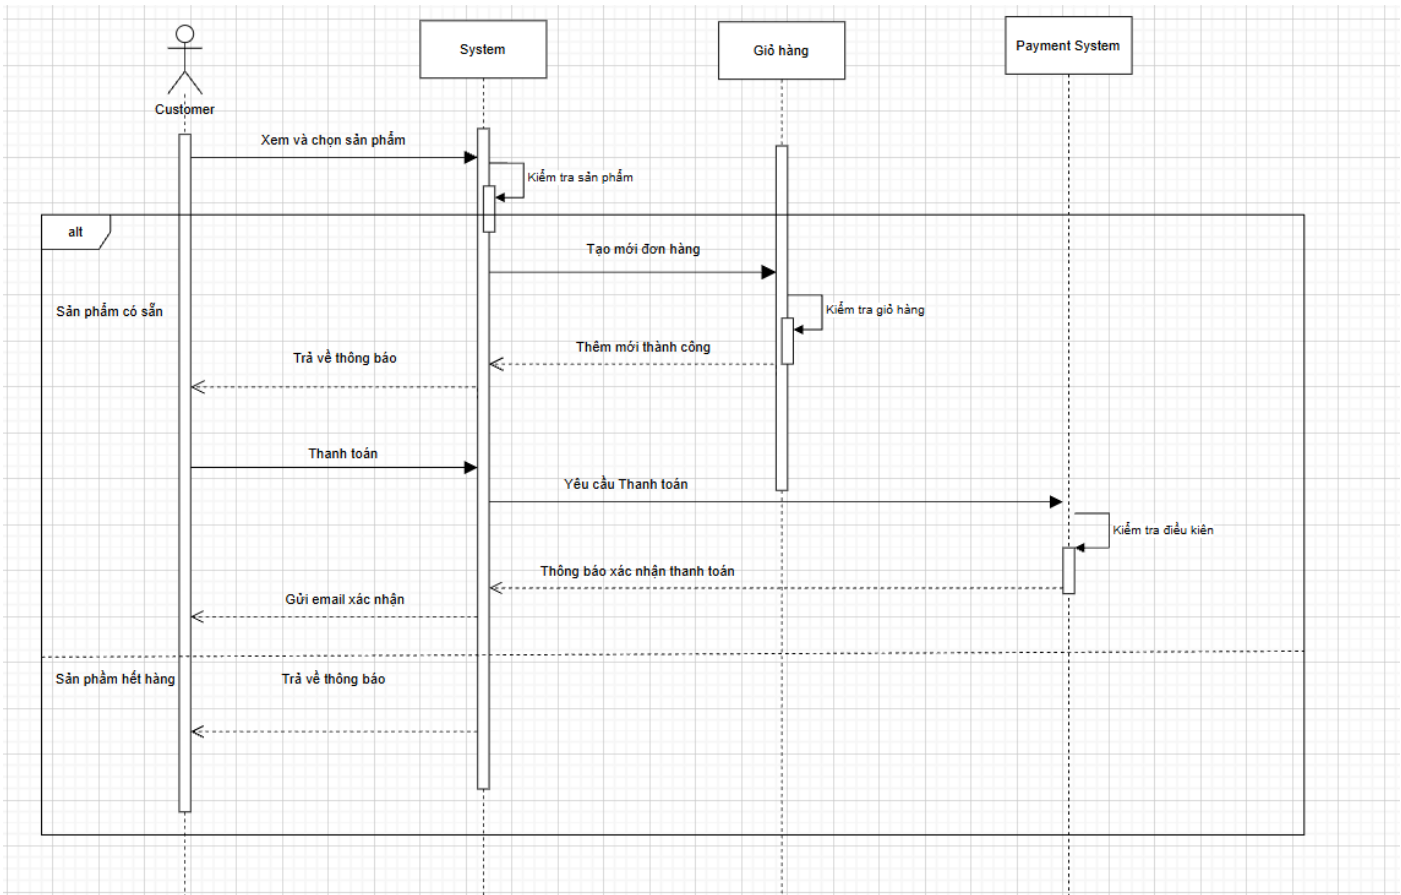 System
Giỏ hàng
Payment System
Customer
Xem và chọn sản phẩm
Kiểm tra sản phẩm
alt
Tạo mới đơn hàng
Sản phẩm có sẵn
Kiểm tra giỏ hàng
Thêm mới thành công
Trả về thông báo
Thanh toán
Yêu cầu Thanh toán
Kiểm tra điều kiên
Thông báo xác nhận thanh toán
Gửi email xác nhận
Sản phầm hết hàng
Trả về thông báo